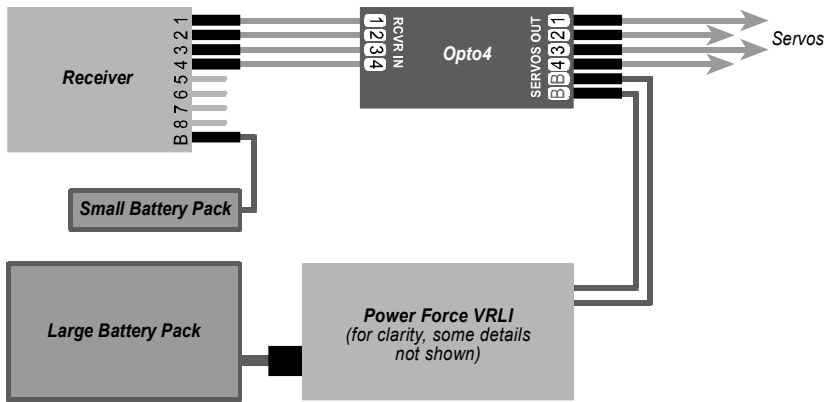 Receiver
1
2
3
4
5
6
7
8
B
1
2
3
4
RCVR IN
Opto4
SERVOS OUT
1
2
3
4
B
B
Servos
Small Battery Pack
Large Battery Pack
Power Force VRLI
(for clarity, some details
not shown)